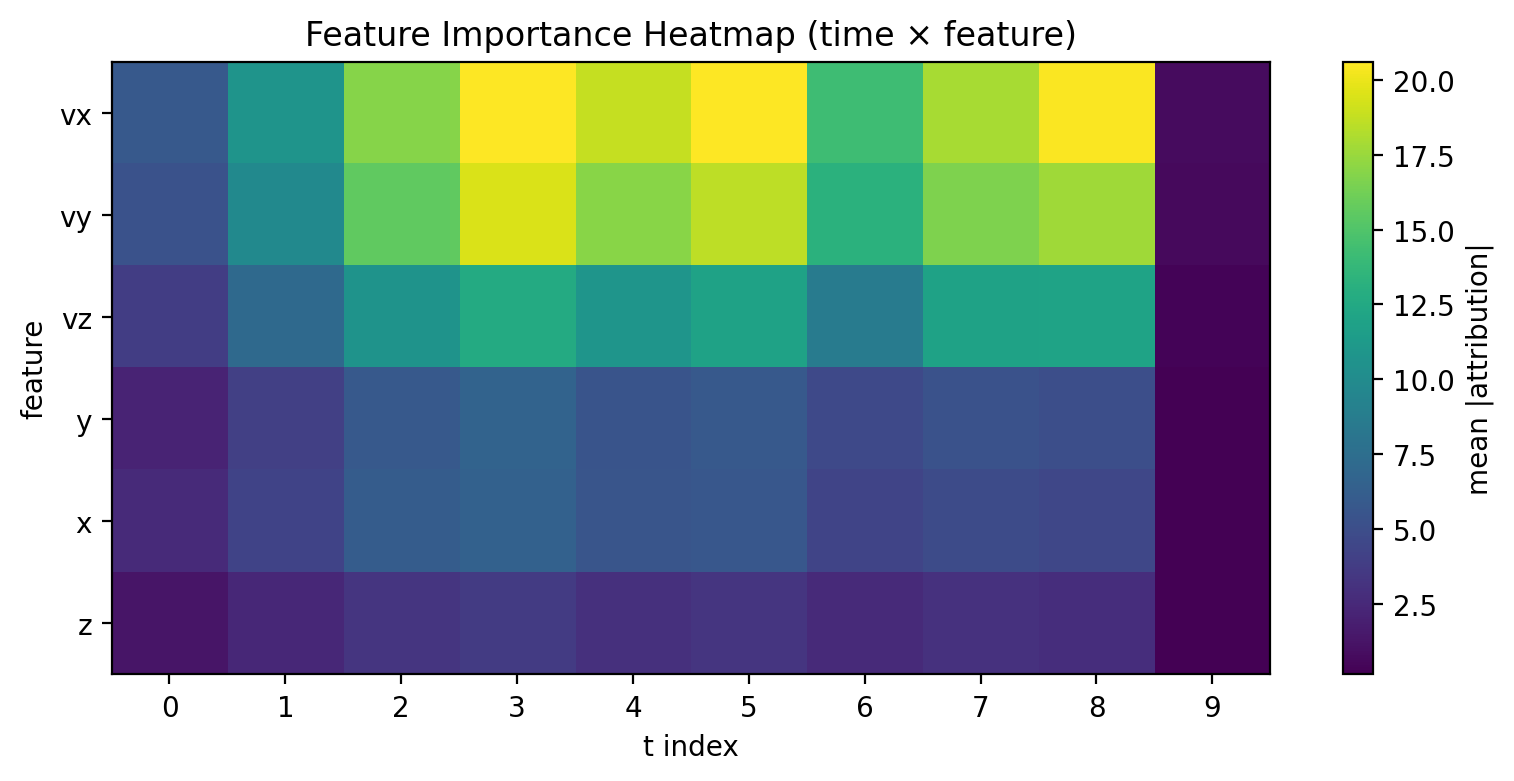 Feature Importance Heatmap (time × feature)
vx
vy
vz
y
x
z
feature
0 1 2 3 4 5 6 7 8 9
t index
20.0
17.5
15.0
12.5
10.0
7.5
5.0
2.5
mean |attribution|